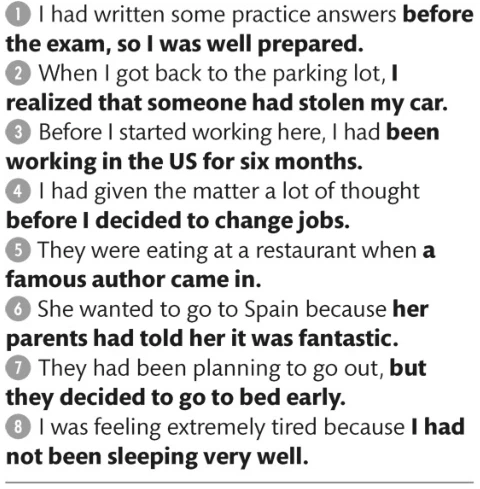 1 I had written some practice answers before
the exam, so I was well prepared.
2 When I got back to the parking lot, I
realized that someone had stolen my car.
3 Before I started working here, I had been
working in the US for six months.
4 I had given the matter a lot of thought
before I decided to change jobs.
5 They were eating at a restaurant when a
famous author came in.
6 She wanted to go to Spain because her
parents had told her it was fantastic.
7 They had been planning to go out, but
they decided to go to bed early.
8 I was feeling extremely tired because I had
not been sleeping very well.